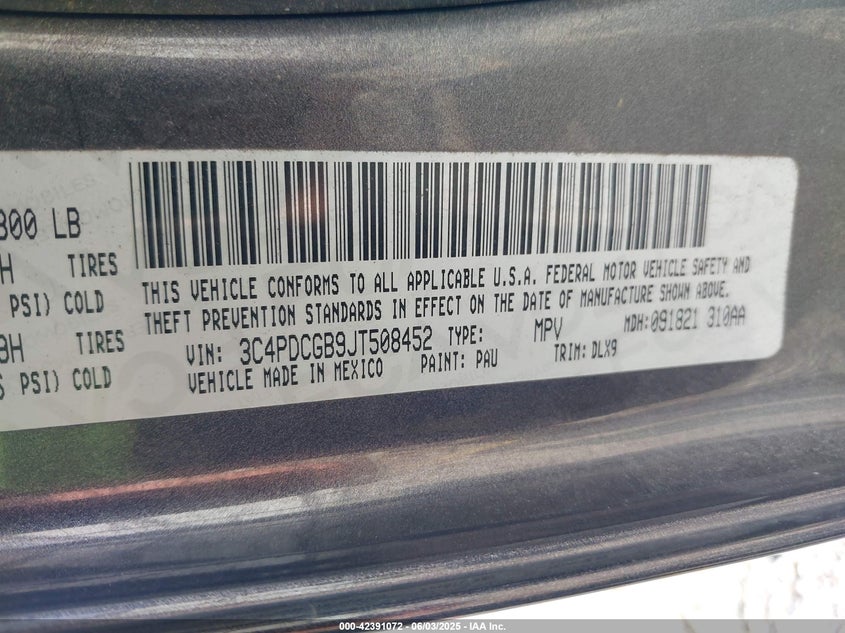 800 LB
H TIRES
PSI) COLD
H TIRES
PSI) COLD
THIS VEHICLE CONFORMS TO ALL APPLICABLE U.S.A. FEDERAL MOTOR VEHICLE SAFETY AND
THEFT PREVENTION STANDARDS IN EFFECT ON THE DATE OF MANUFACTURE SHOWN ABOVE.
VIN: 3C4PDCGB9JT508452 TYPE: MPV MDH:091821 310AA
VEHICLE MADE IN MEXICO PAINT: PAU TRIM: DLX9
000-42391072 - 06/03/2025 - IAA Inc.